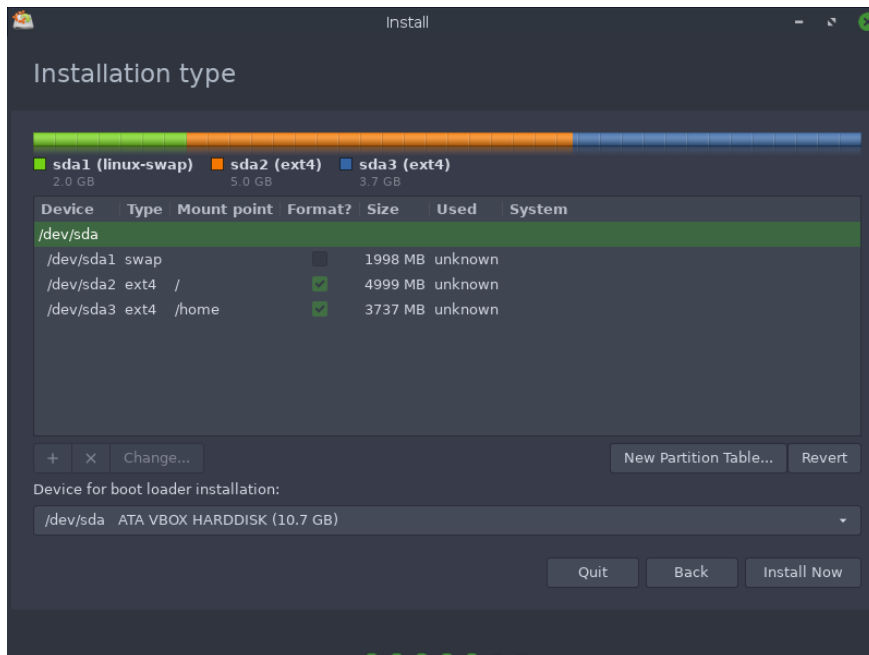 Install
Installation type
sda1 (linux-swap) sda2 (ext4) sda3 (ext4)
2.0 GB 5.0 GB 3.7 GB
Device Type Mount point Format? Size Used System
/dev/sda
/dev/sda1 swap 1998 MB unknown
/dev/sda2 ext4 / 4999 MB unknown
/dev/sda3 ext4 /home 3737 MB unknown
+ × Change... New Partition Table... Revert
Device for boot loader installation:
/dev/sda ATA VBOX HARDDISK (10.7 GB)
Quit Back Install Now